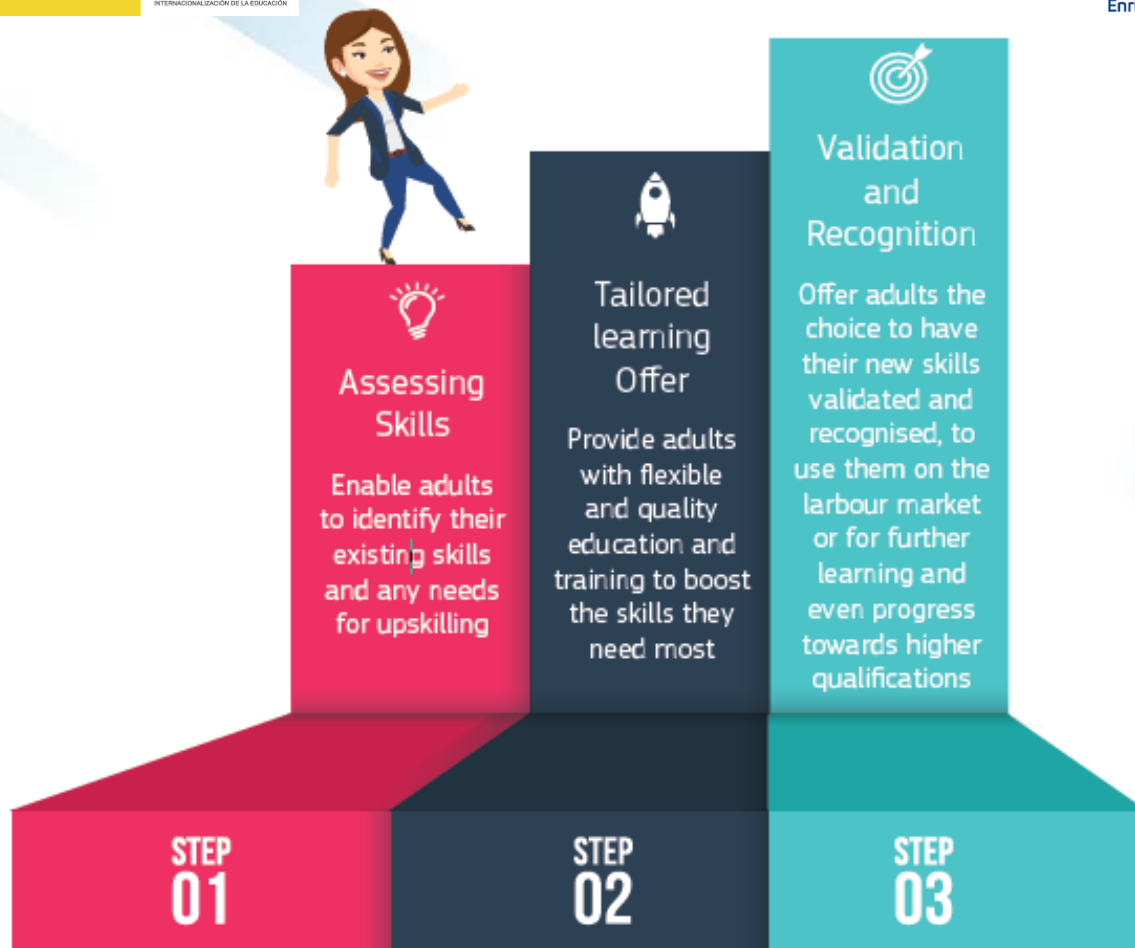 INTERNACIONALIZACIÓN DE LA EDUCACIÓN
Assessing
Skills
Enable adults
to identify their
existing skills
and any needs
for upskilling
STEP
01
Tailored
learning
Offer
Provide adults
with flexible
and quality
education and
training to boost
the skills they
need most
STEP
02
Validation
and
Recognition
Offer adults the
choice to have
their new skills
validated and
recognised, to
use them on the
larbour market
or for further
learning and
even progress
towards higher
qualifications
STEP
03